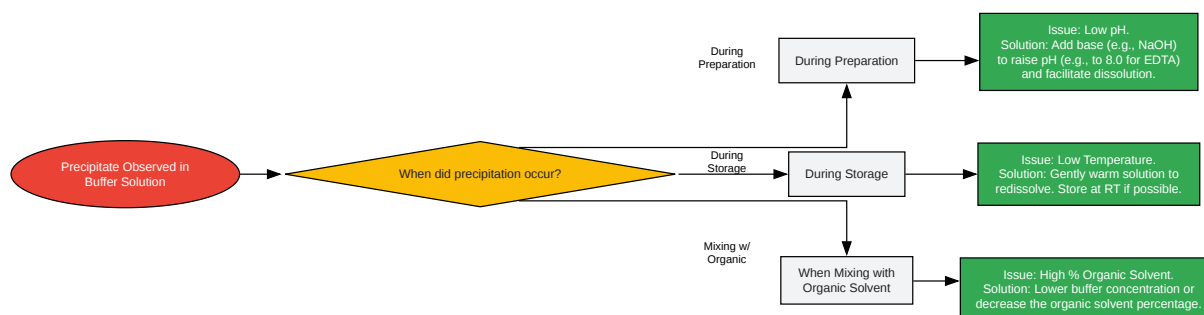 Precipitate Observed in
Buffer Solution
When did precipitation occur?
During
Preparation
During Preparation
Issue: Low pH.
Solution: Add base (e.g., NaOH)
to raise pH (e.g., to 8.0 for EDTA)
and facilitate dissolution.
During
Storage
During Storage
Issue: Low Temperature.
Solution: Gently warm solution to
redissolve. Store at RT if possible.
Mixing w/
Organic
When Mixing with
Organic Solvent
Issue: High % Organic Solvent.
Solution: Lower buffer concentration or
decrease the organic solvent percentage.